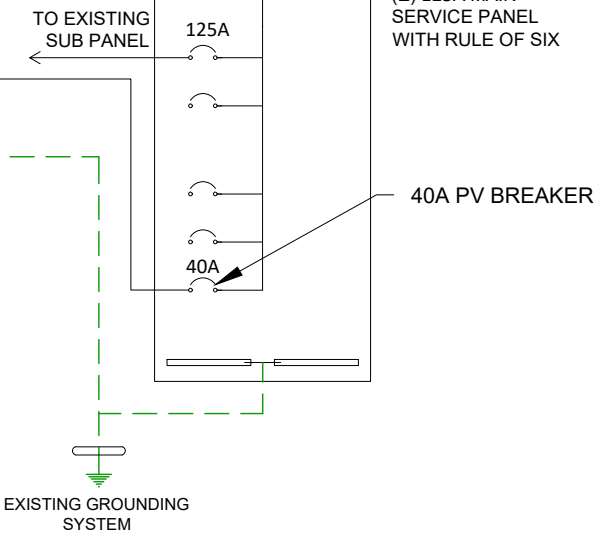 TO EXISTING
SUB PANEL
125A
SERVICE PANEL
WITH RULE OF SIX
40A PV BREAKER
40A
EXISTING GROUNDING
SYSTEM